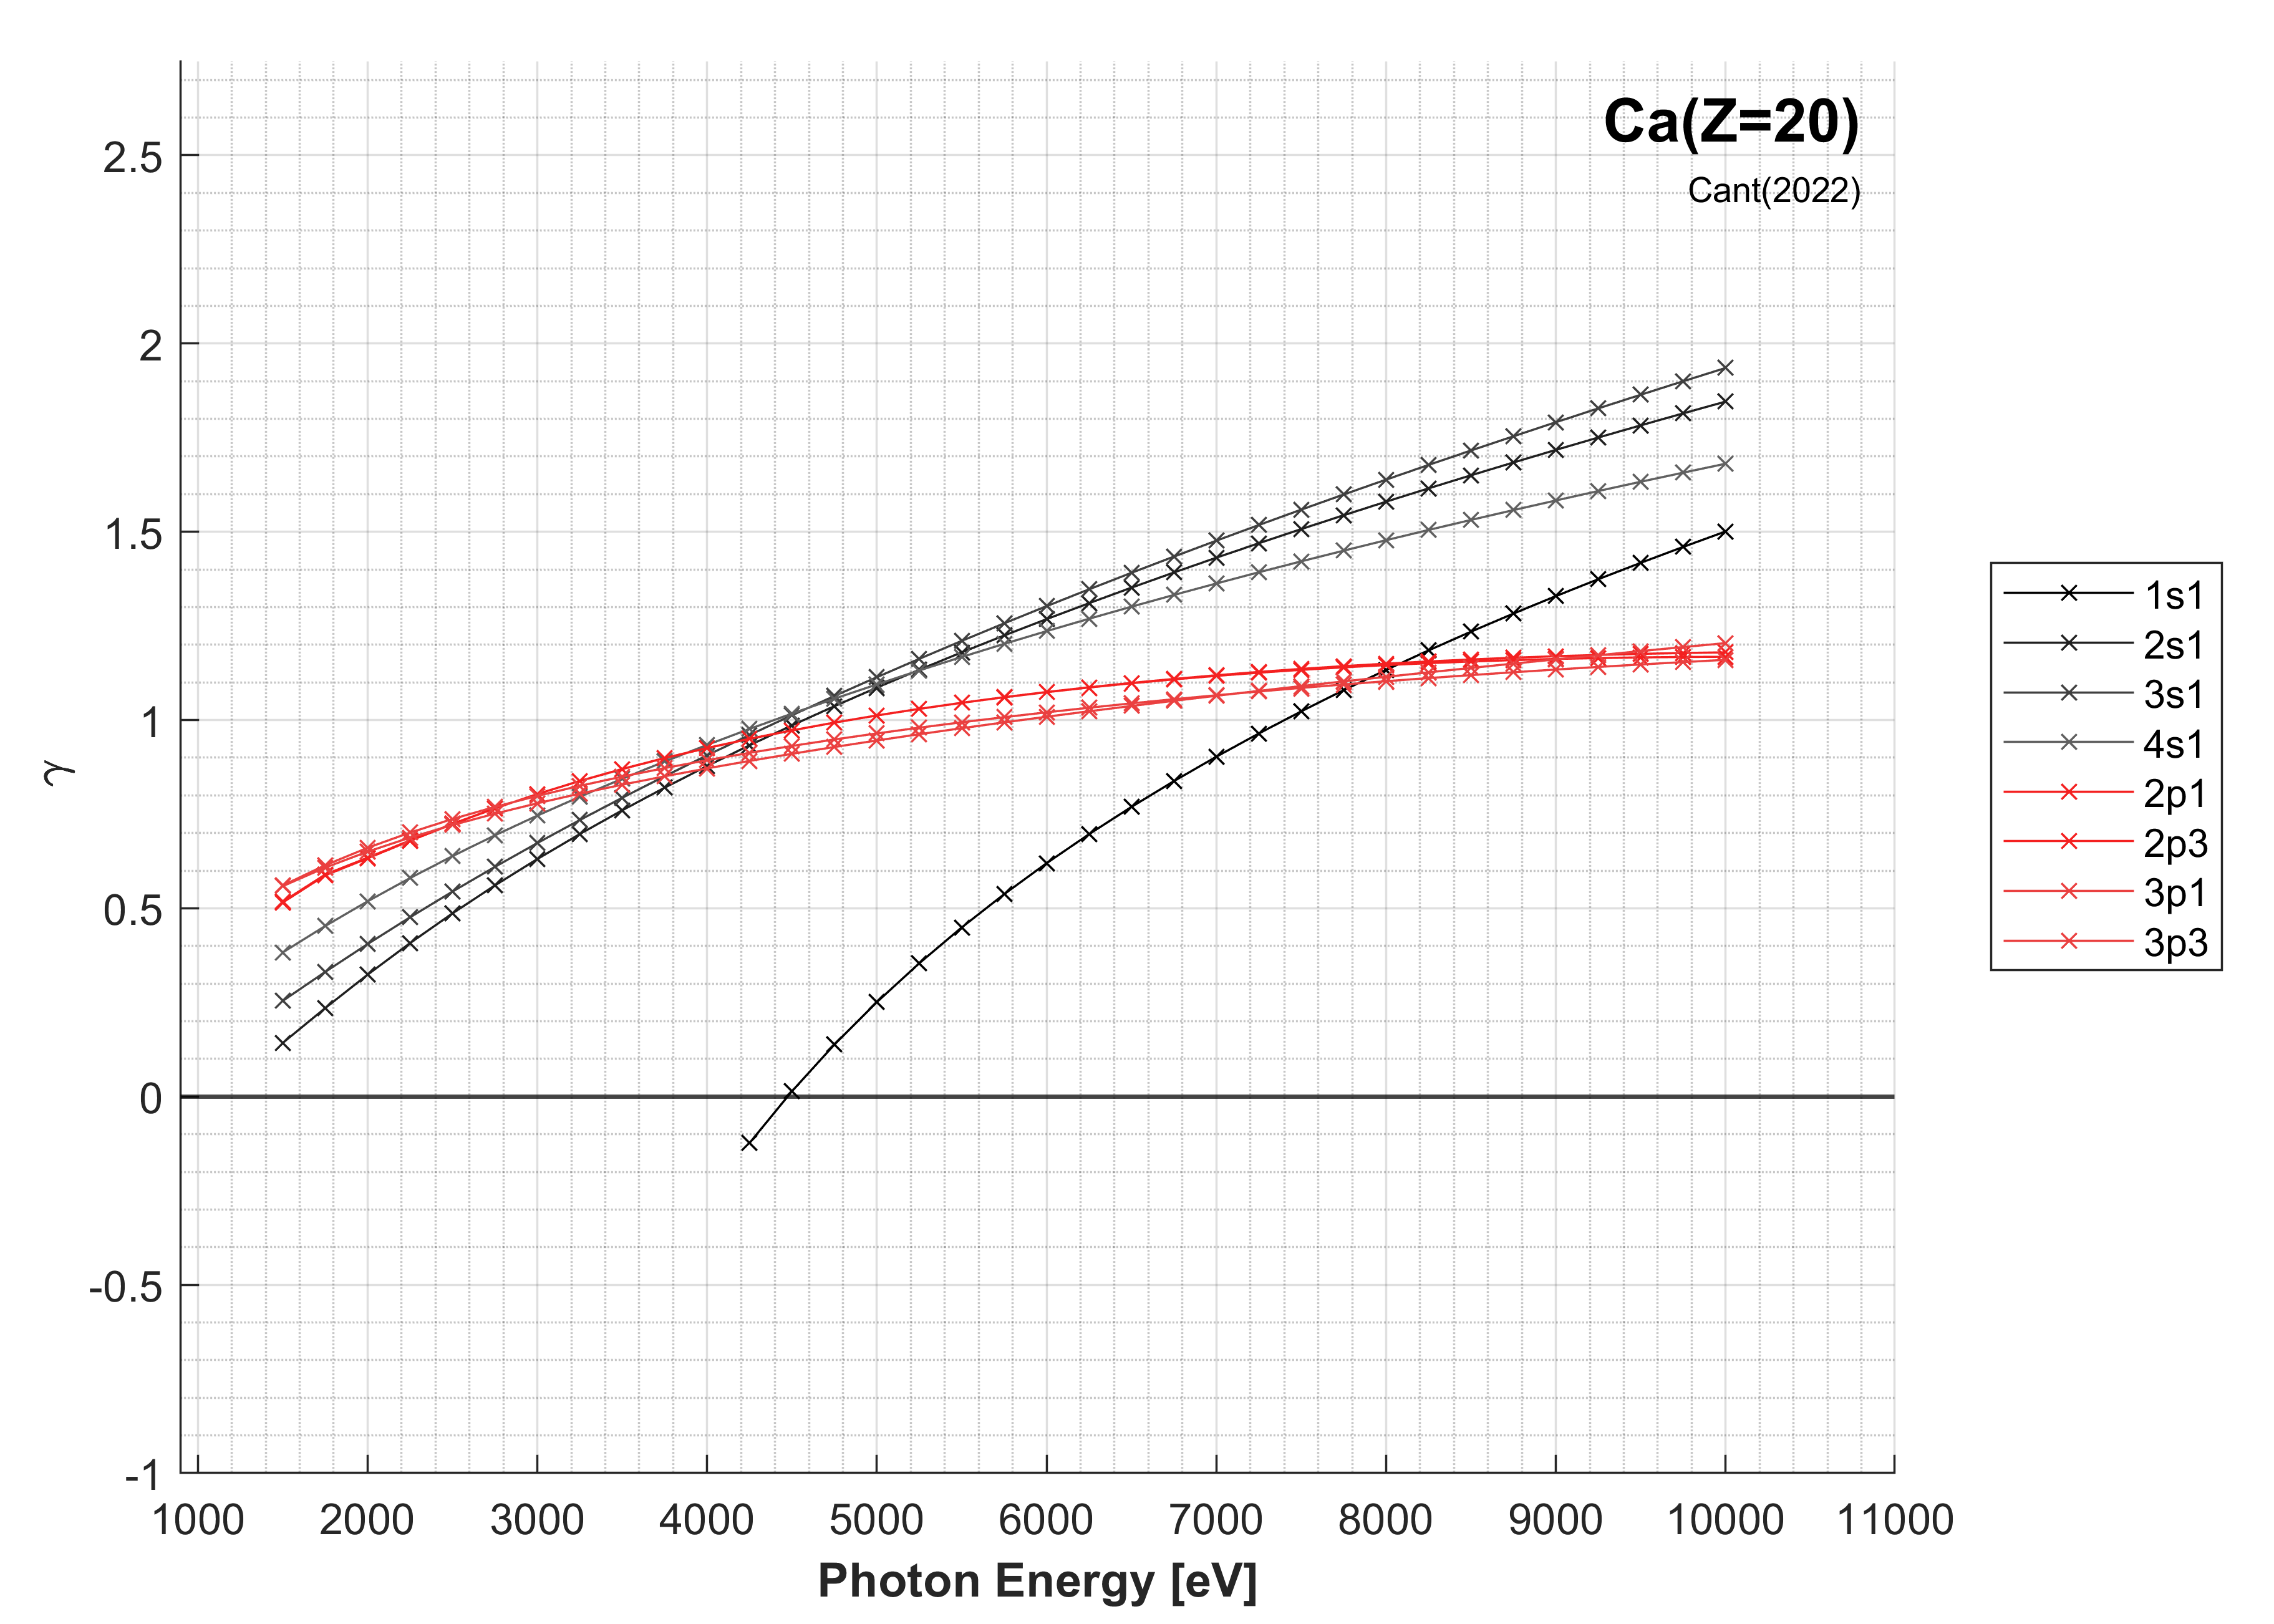 Ca(Z=20)
Cant(2022)
2.5
2
1.5
1
0.5
0
-0.5
-1
γ
1000 2000 3000 4000 5000 6000 7000 8000 9000 10000 11000
Photon Energy [eV]
1s1
2s1
3s1
4s1
2p1
2p3
3p1
3p3